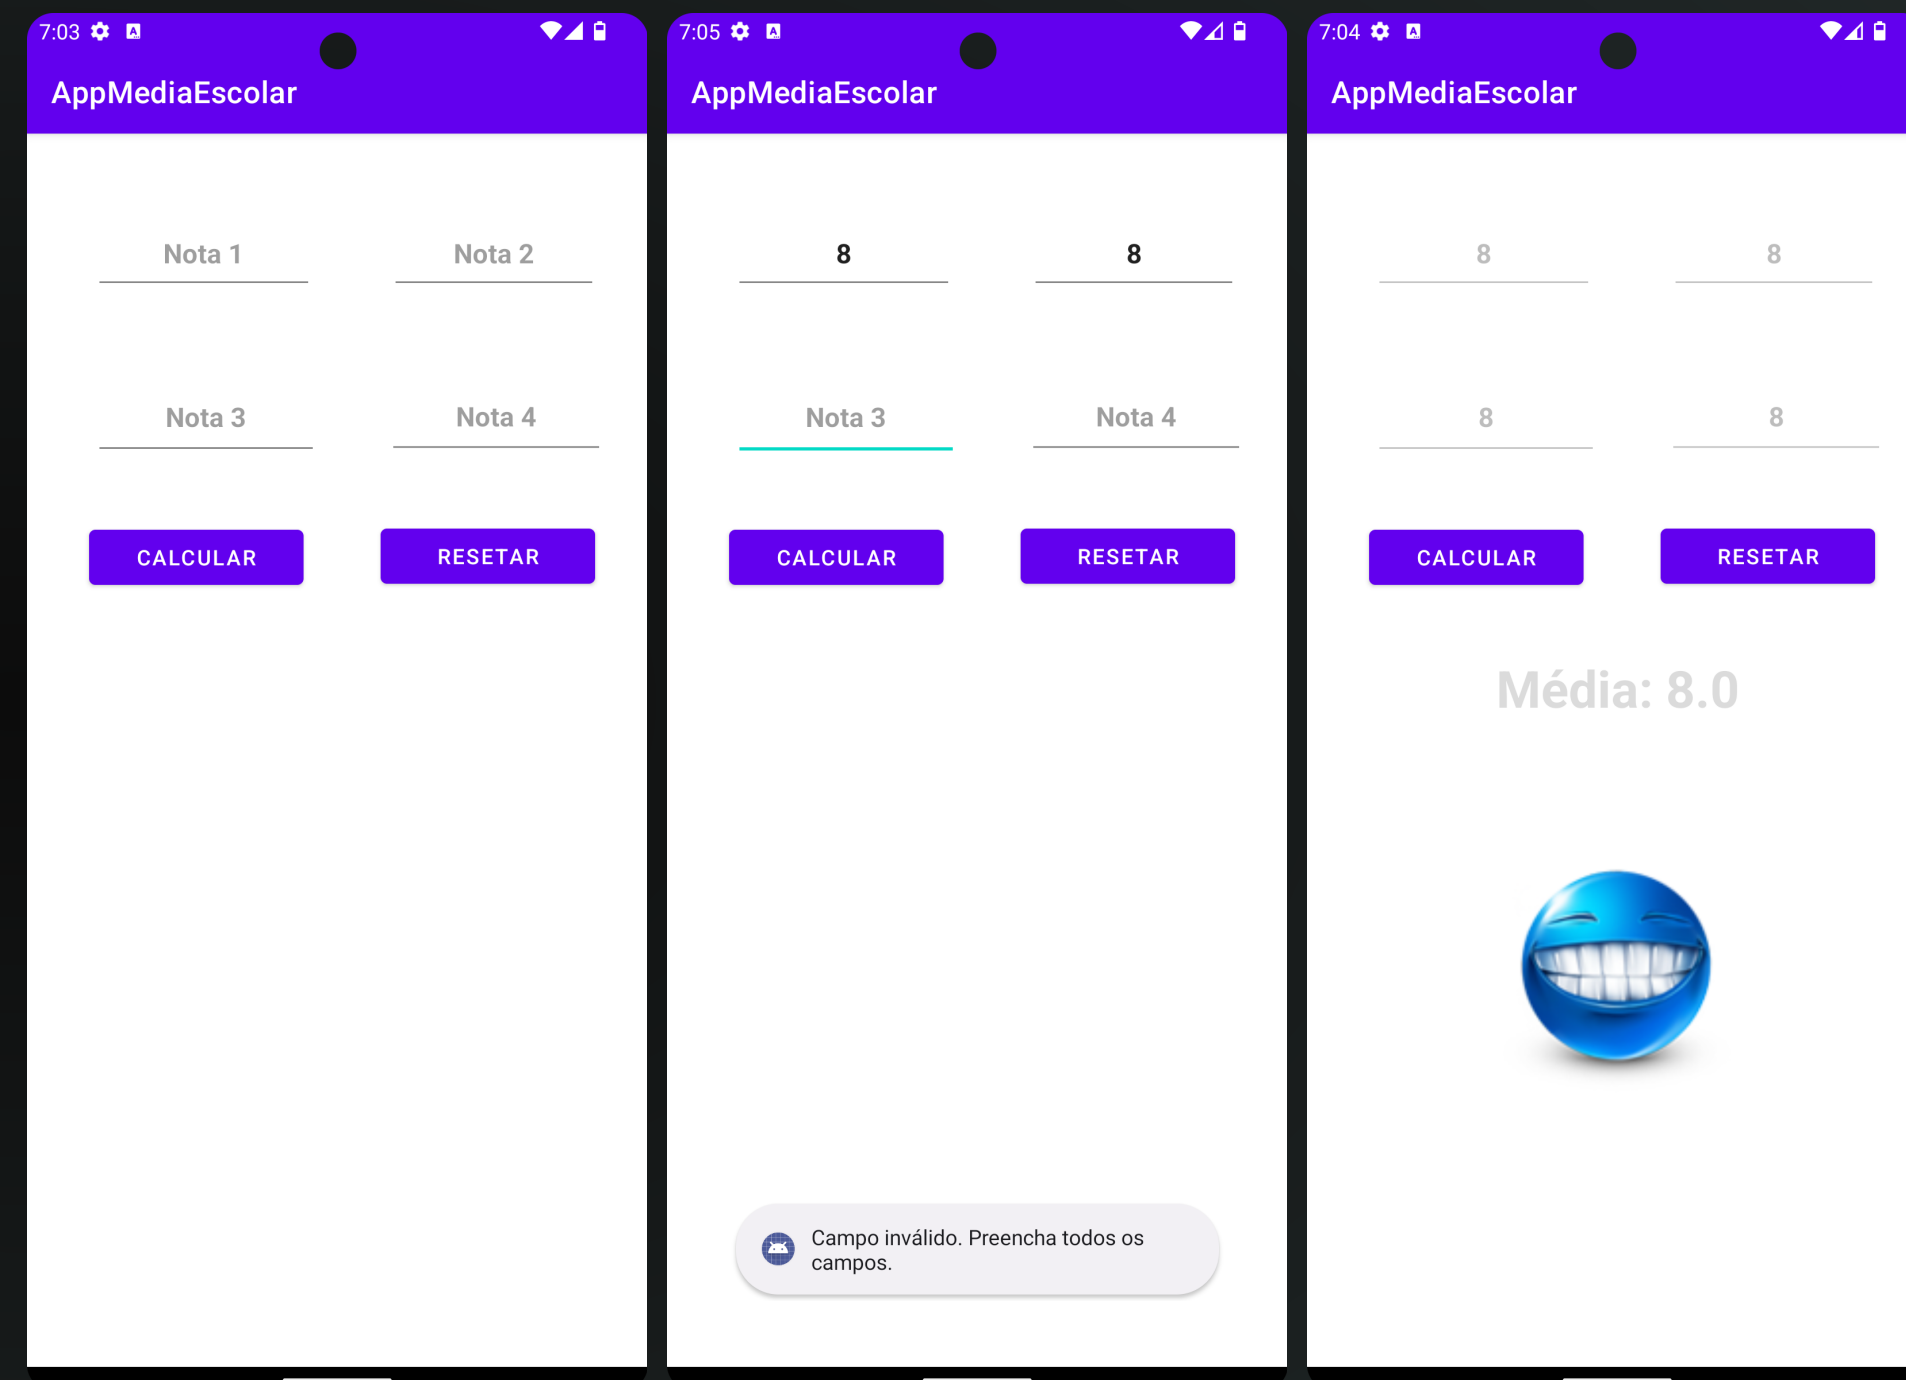 7:03
AppMediaEscolar
Nota 1 Nota 2
Nota 3 Nota 4
CALCULAR RESETAR
7:05
AppMediaEscolar
8 8
Nota 3 Nota 4
CALCULAR RESETAR
Campo inválido. Preencha todos os
campos.
7:04
AppMediaEscolar
8 8
8 8
CALCULAR RESETAR
Média: 8.0